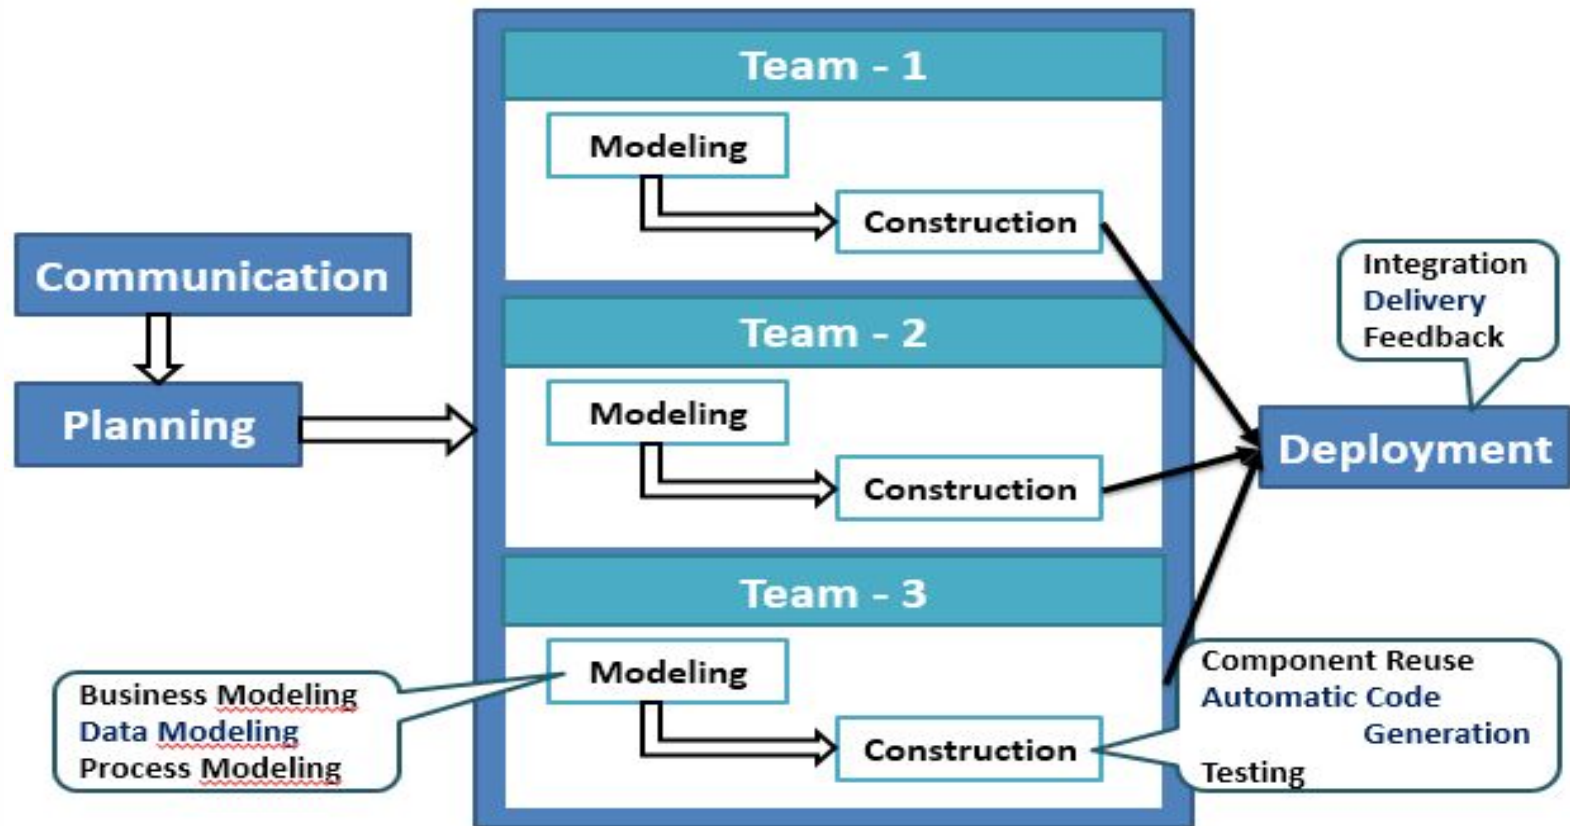 Team - 1
Modeling
Construction
Communication
Planning
Team - 2
Modeling
Construction
Integration
Delivery
Feedback
Deployment
Team - 3
Modeling
Construction
Business Modeling
Data Modeling
Process Modeling
Component Reuse
Automatic Code
Generation
Testing